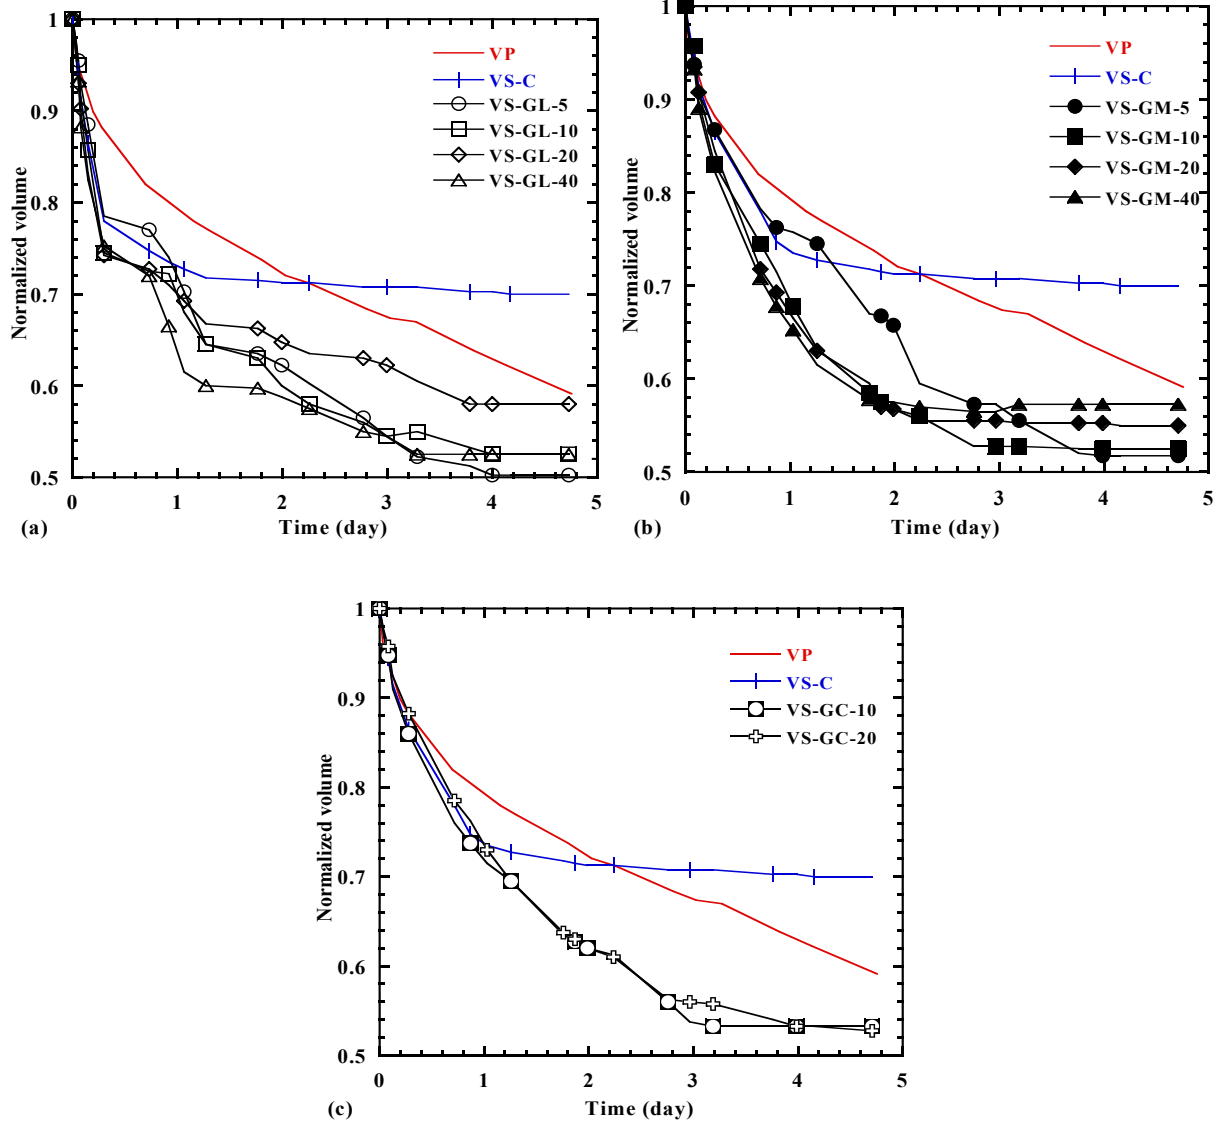 1
0.9
0.8
0.7
0.6
0.5
0
1
2
3
4
5
Normalized volume
Time (day)
(a)
VP
VS-C
VS-GL-5
VS-GL-10
VS-GL-20
VS-GL-40
1
0.9
0.8
0.7
0.6
0.5
0
1
2
3
4
5
Normalized volume
Time (day)
(b)
VP
VS-C
VS-GM-5
VS-GM-10
VS-GM-20
VS-GM-40
1
0.9
0.8
0.7
0.6
0.5
0
1
2
3
4
5
Normalized volume
Time (day)
(c)
VP
VS-C
VS-GC-10
VS-GC-20